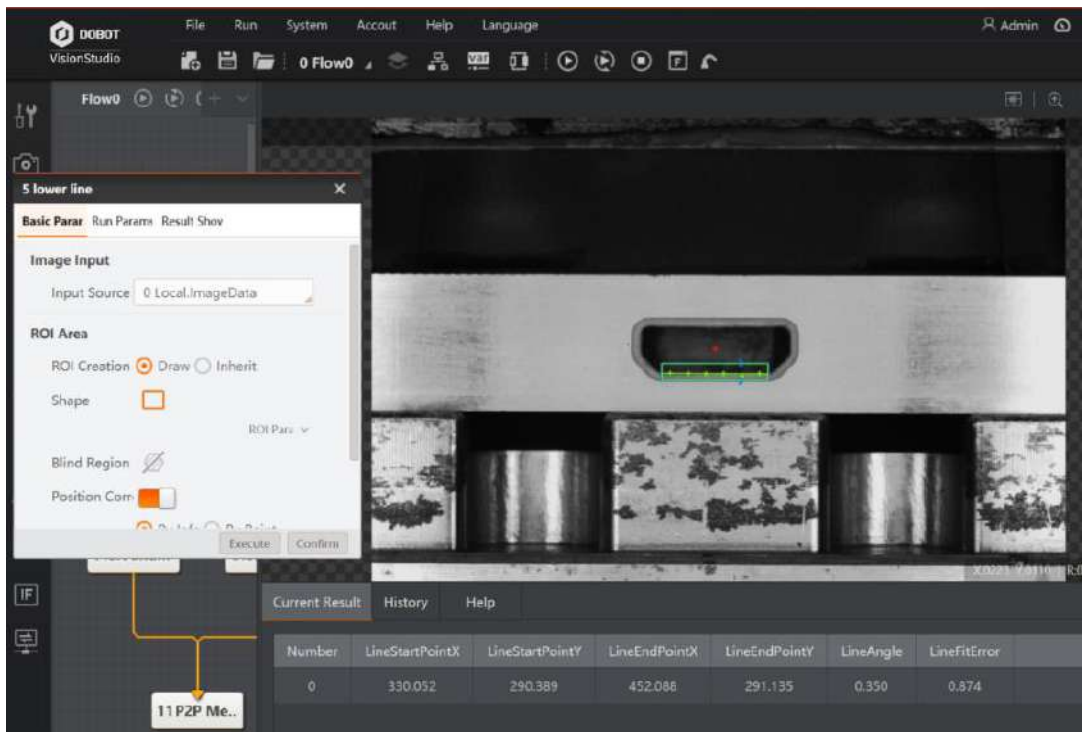 DOBOT
VisionStudio
File Run System Accout Help Language
Admin
0 Flow0
var
F
Flow0
5 lower line
Basic Parar Run Params Result Shov
Image Input
Input Source 0 Local.ImageData
ROI Area
ROI Creation Draw Inherit
Shape
ROI Para
Blind Region
Position Corr
Execute Confirm
IF
Current Result History Help
Number LineStartPointX LineStartPointY LineEndPointX LineEndPointY LineAngle LineFitError
0 330.052 290.389 452.088 291.135 0.350 0.874
11 P2P Me..